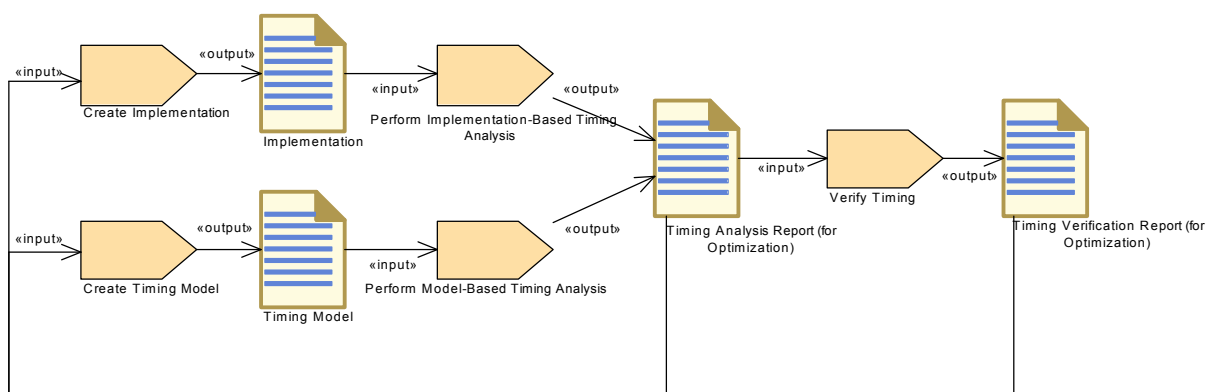 «output»
«input»
Create Implementation
Implementation
«input»
Perform Implementation-Based Timing
Analysis
«output»
«input»
Verify Timing
«output»
Timing Analysis Report (for
Optimization)
Timing Verification Report (for
Optimization)
«input»
«output»
Create Timing Model
Timing Model
«input»
Perform Model-Based Timing Analysis
«output»